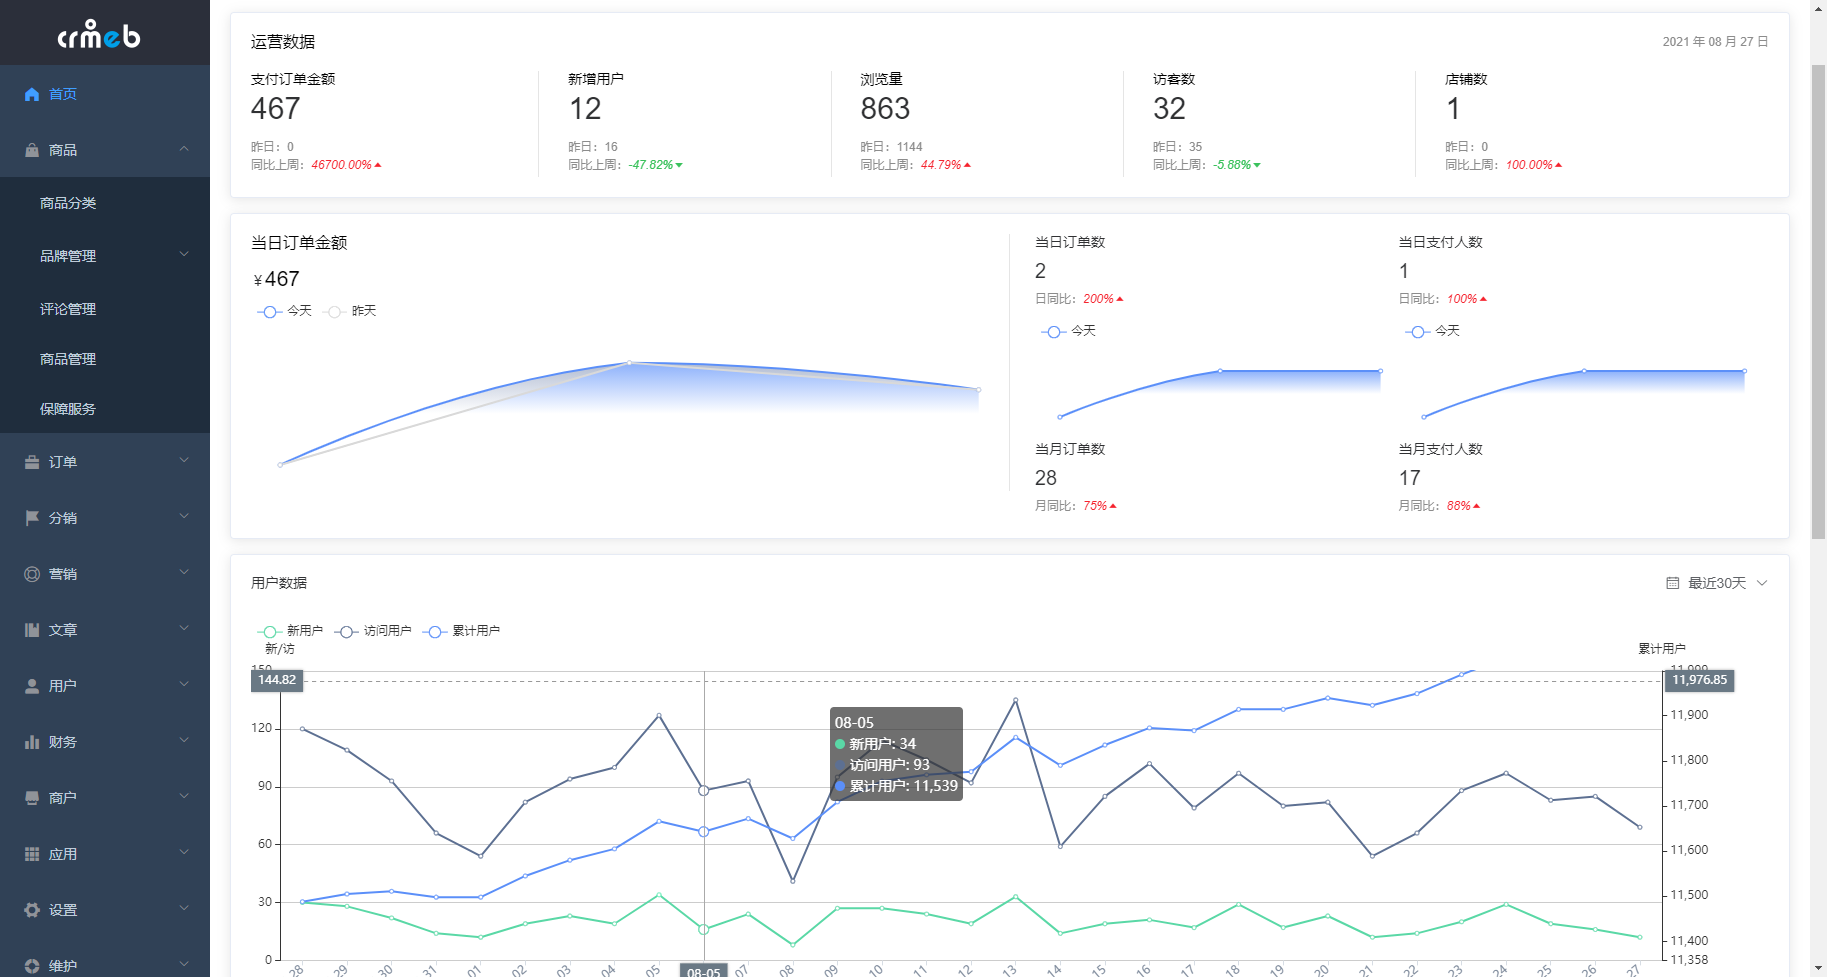 crmeb
首页
商品
商品分类
品牌管理
评论管理
商品管理
保障服务
订单
分销
营销
文章
用户
财务
商户
应用
设置
维护
运营数据
2021 年 08 月 27 日
支付订单金额
467
昨日：0
同比上周：46700.00%
新增用户
12
昨日：16
同比上周：-47.82%
浏览量
863
昨日：1144
同比上周：44.79%
访客数
32
昨日：35
同比上周：-5.88%
店铺数
1
昨日：0
同比上周：100.00%
当日订单金额
¥467
今天 昨天
当日订单数
2
日同比：200%
今天
当日支付人数
1
日同比：100%
今天
当月订单数
28
月同比：75%
当月支付人数
17
月同比：88%
用户数据
最近30天
新用户 访问用户 累计用户
新/访
累计用户
150
144.82
120
90
60
30
0
11,999
11,976.85
11,900
11,800
11,700
11,600
11,500
11,400
11,358
08-05
新用户: 34
访问用户: 93
累计用户: 11,539
28 29 30 31 01 02 03 04 05 08-05 07 08 09 10 11 12 13 14 15 16 17 18 19 20 21 22 23 24 25 26 27